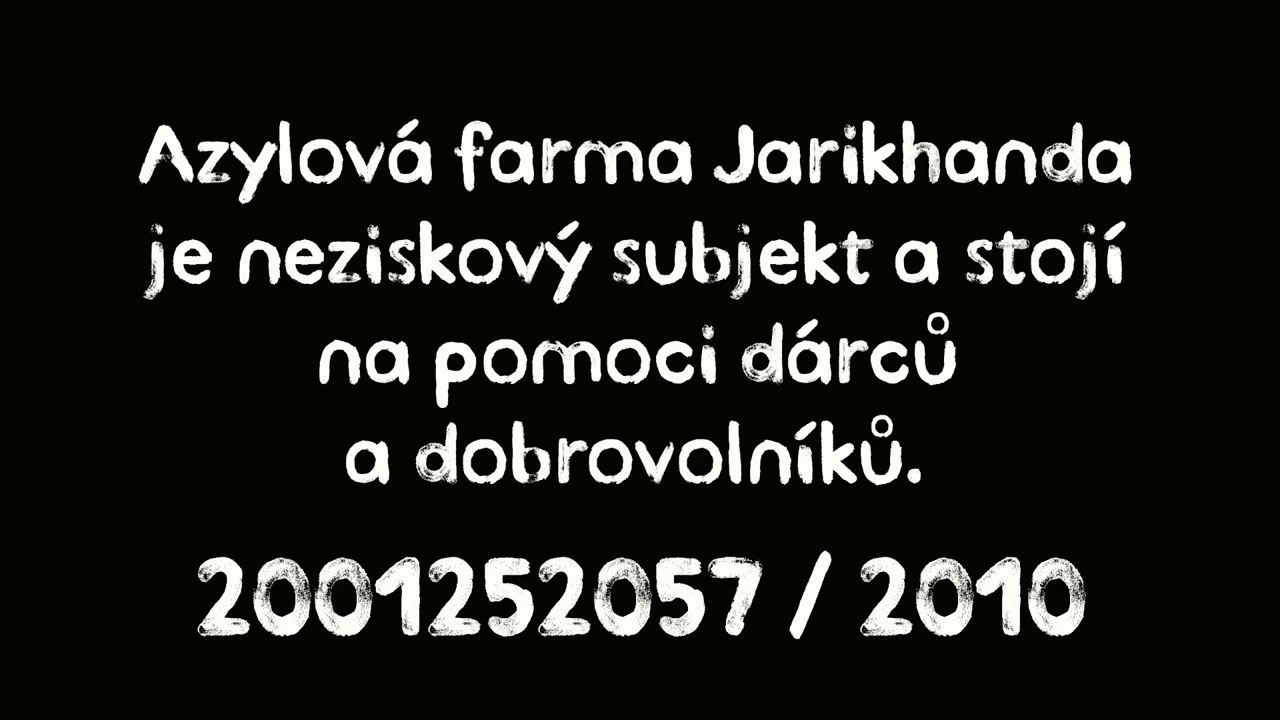 Azylová farma Jarikhanda
je neziskový subjekt a stojí
na pomoci dárců
a dobrovolníků.
2001252057 / 2010